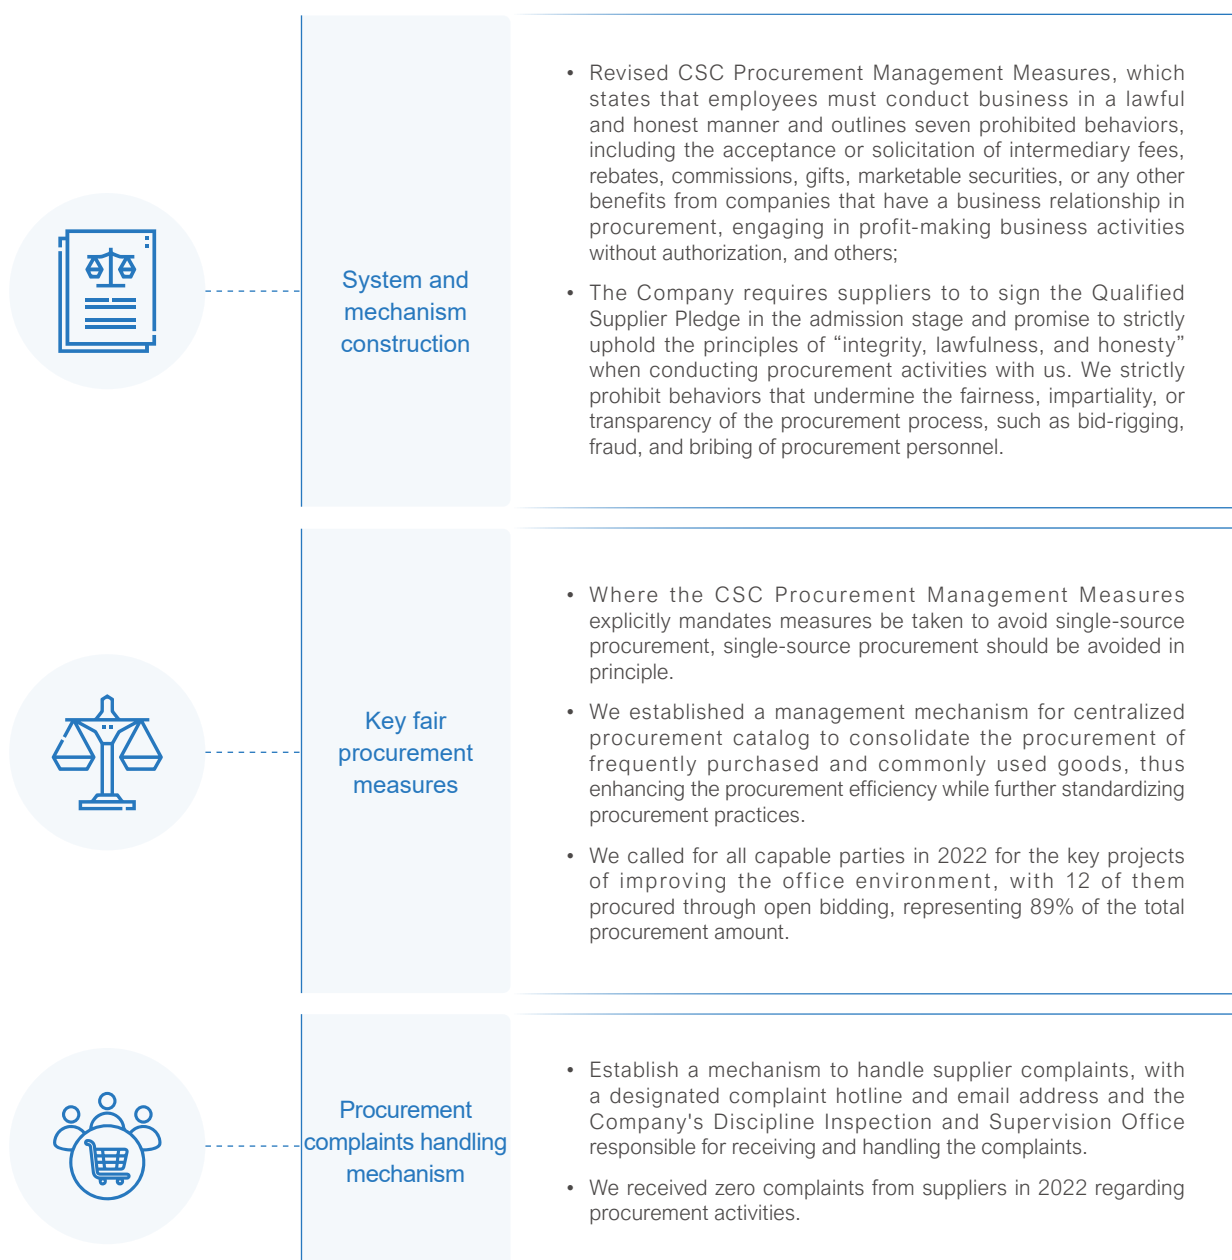 System and
mechanism
construction
• Revised CSC Procurement Management Measures, which
states that employees must conduct business in a lawful
and honest manner and outlines seven prohibited behaviors,
including the acceptance or solicitation of intermediary fees,
rebates, commissions, gifts, marketable securities, or any other
benefits from companies that have a business relationship in
procurement, engaging in profit-making business activities
without authorization, and others;
• The Company requires suppliers to to sign the Qualified
Supplier Pledge in the admission stage and promise to strictly
uphold the principles of “integrity, lawfulness, and honesty”
when conducting procurement activities with us. We strictly
prohibit behaviors that undermine the fairness, impartiality, or
transparency of the procurement process, such as bid-rigging,
fraud, and bribing of procurement personnel.
Key fair
procurement
measures
• Where the CSC Procurement Management Measures
explicitly mandates measures be taken to avoid single-source
procurement, single-source procurement should be avoided in
principle.
• We established a management mechanism for centralized
procurement catalog to consolidate the procurement of
frequently purchased and commonly used goods, thus
enhancing the procurement efficiency while further standardizing
procurement practices.
• We called for all capable parties in 2022 for the key projects
of improving the office environment, with 12 of them
procured through open bidding, representing 89% of the total
procurement amount.
Procurement
complaints handling
mechanism
• Establish a mechanism to handle supplier complaints, with
a designated complaint hotline and email address and the
Company's Discipline Inspection and Supervision Office
responsible for receiving and handling the complaints.
• We received zero complaints from suppliers in 2022 regarding
procurement activities.